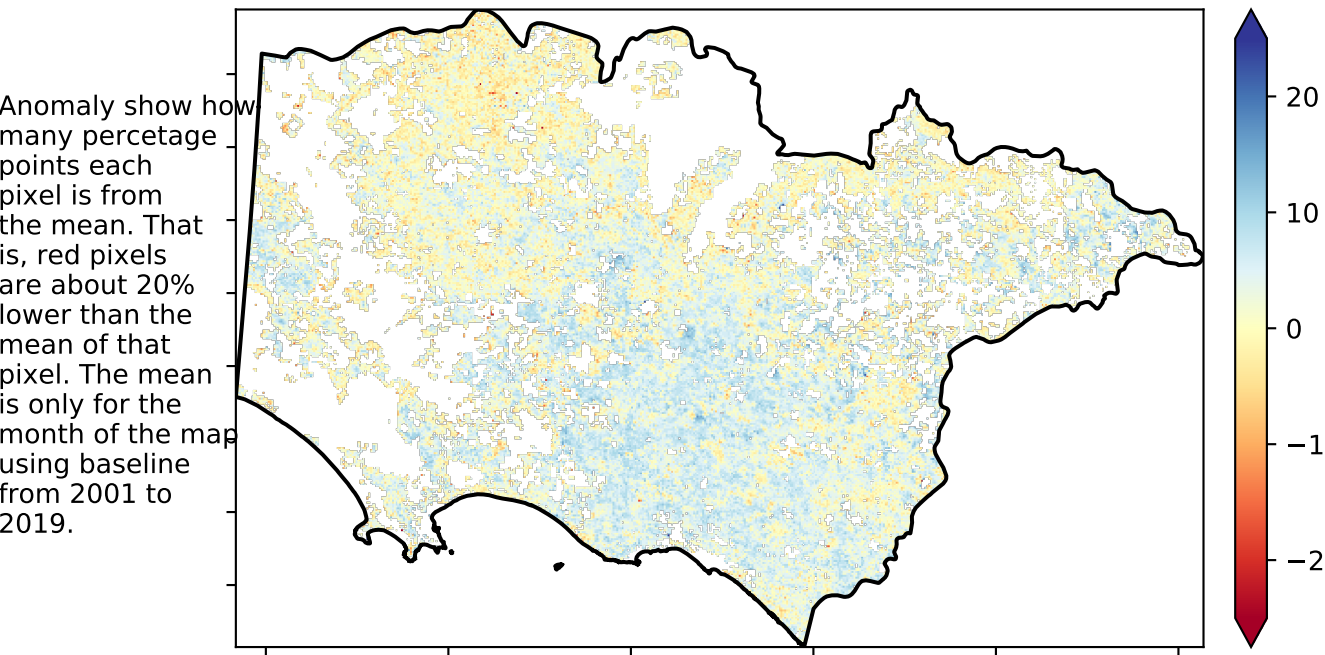 Anomaly show how
many percetage
points each
pixel is from
the mean. That
is, red pixels
are about 20%
lower than the
mean of that
pixel. The mean
is only for the
month of the map
using baseline
from 2001 to
2019.
20
10
0
−1
−2